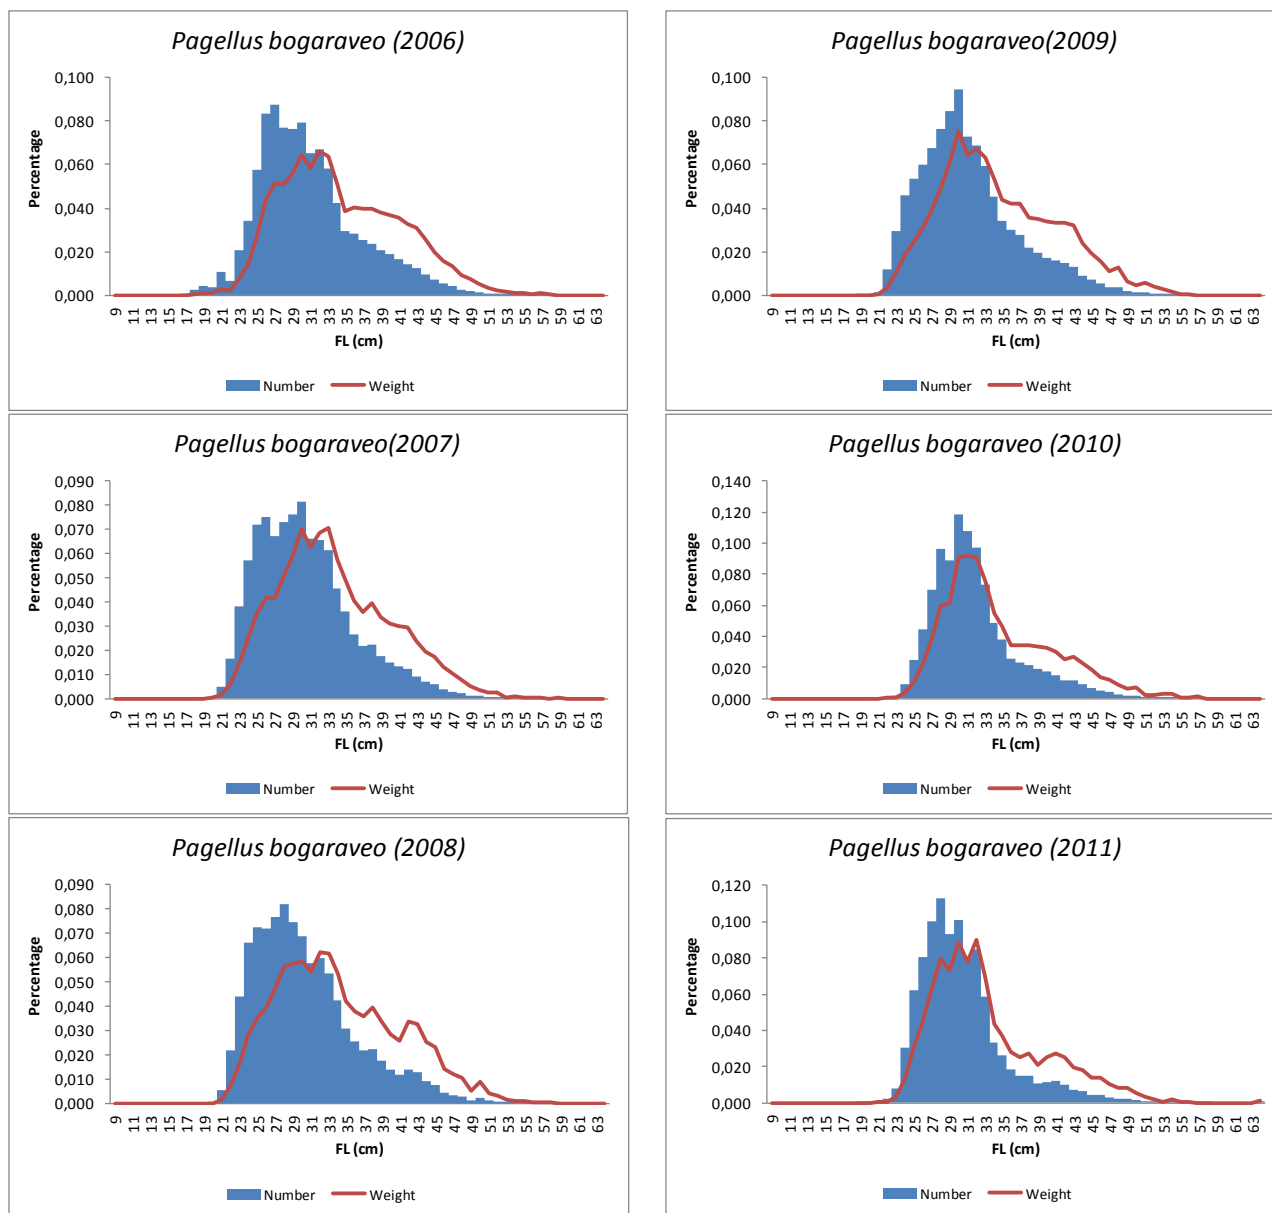 Pagellus bogaraveo (2006)
Percentage
0,100
0,080
0,060
0,040
0,020
0,000
9 11 13 15 17 19 21 23 25 27 29 31 33 35 37 39 41 43 45 47 49 51 53 55 57 59 61 63
FL (cm)
Number Weight
Pagellus bogaraveo(2009)
Percentage
0,100
0,080
0,060
0,040
0,020
0,000
9 11 13 15 17 19 21 23 25 27 29 31 33 35 37 39 41 43 45 47 49 51 53 55 57 59 61 63
FL (cm)
Number Weight
Pagellus bogaraveo(2007)
Percentage
0,090
0,080
0,070
0,060
0,050
0,040
0,030
0,020
0,010
0,000
9 11 13 15 17 19 21 23 25 27 29 31 33 35 37 39 41 43 45 47 49 51 53 55 57 59 61 63
FL (cm)
Number Weight
Pagellus bogaraveo (2010)
Percentage
0,140
0,120
0,100
0,080
0,060
0,040
0,020
0,000
9 11 13 15 17 19 21 23 25 27 29 31 33 35 37 39 41 43 45 47 49 51 53 55 57 59 61 63
FL (cm)
Number Weight
Pagellus bogaraveo (2008)
Percentage
0,090
0,080
0,070
0,060
0,050
0,040
0,030
0,020
0,010
0,000
9 11 13 15 17 19 21 23 25 27 29 31 33 35 37 39 41 43 45 47 49 51 53 55 57 59 61 63
FL (cm)
Number Weight
Pagellus bogaraveo (2011)
Percentage
0,120
0,100
0,080
0,060
0,040
0,020
0,000
9 11 13 15 17 19 21 23 25 27 29 31 33 35 37 39 41 43 45 47 49 51 53 55 57 59 61 63
FL (cm)
Number Weight